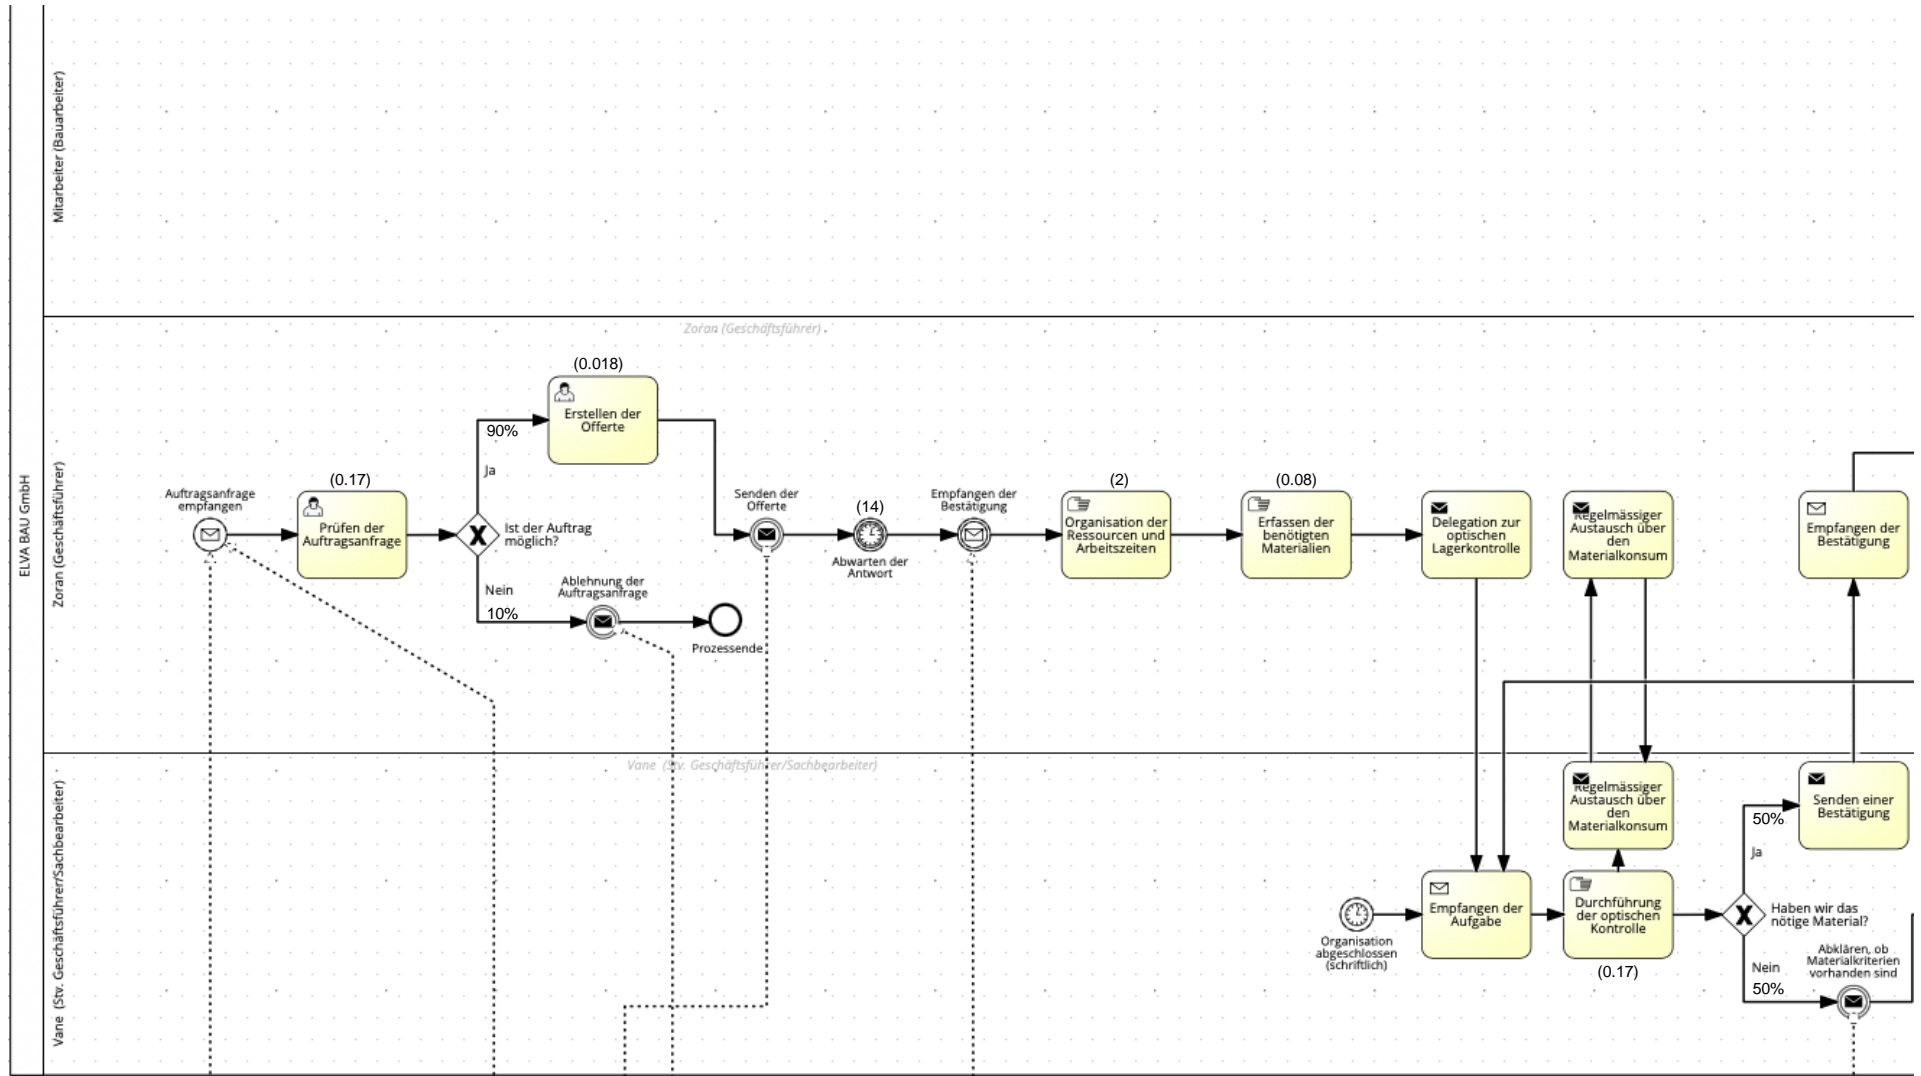 ELVA BAU GmbH
Mitarbeiter (Bauarbeiter)
Zoran (Geschäftsführer)
Zoran (Geschäftsführer)
Auftragsanfrage
empfangen
(0.17)
Prüfen der
Auftragsanfrage
Ist der Auftrag
möglich?
90%
Ja
(0.018)
Erstellen der
Offerte
Nein
10%
Ablehnung der
Auftragsanfrage
Prozessende
Senden der
Offerte
(14)
Abwarten der
Antwort
Empfangen der
Bestätigung
(2)
Organisation der
Ressourcen und
Arbeitszeiten
(0.08)
Erfassen der
benötigten
Materialien
Delegation zur
optischen
Lagerkontrolle
Regelmässiger
Austausch über
den
Materialkonsum
Empfangen der
Bestätigung
Vane (Stv. Geschäftsführer/Sachbearbeiter)
Vane (Stv. Geschäftsführer/Sachbearbeiter)
Organisation
abgeschlossen
(schriftlich)
Empfangen der
Aufgabe
Regelmässiger
Austausch über
den
Materialkonsum
Durchführung
der optischen
Kontrolle
(0.17)
Haben wir das
nötige Material?
50%
Ja
Senden einer
Bestätigung
Nein
50%
Abklären, ob
Materialkriterien
vorhanden sind